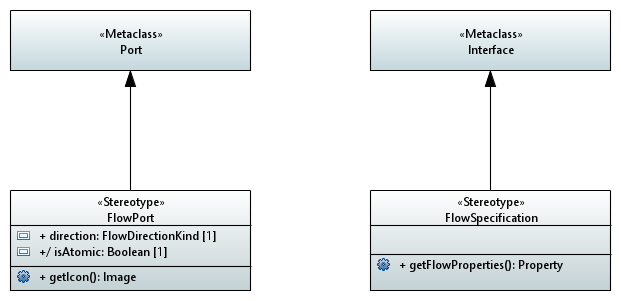 «Metaclass»
Port
«Metaclass»
Interface
«Stereotype»
FlowPort
+ direction: FlowDirectionKind [1]
+/ isAtomic: Boolean [1]
+ getIcon(): Image
«Stereotype»
FlowSpecification
+ getFlowProperties(): Property